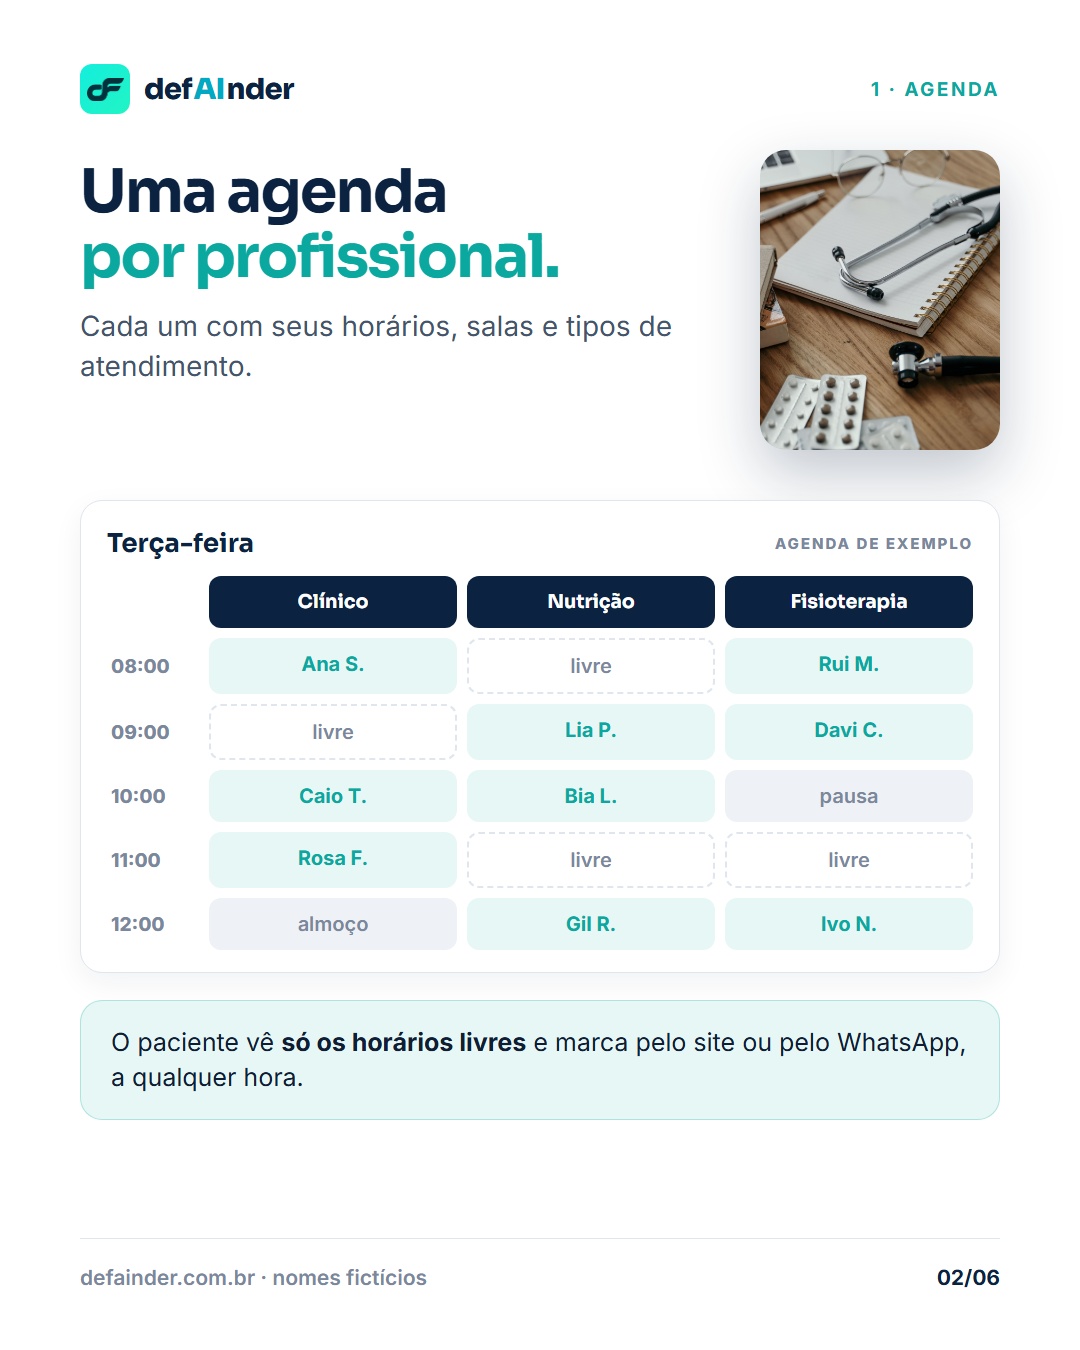 defAInder
1 · AGENDA
Uma agenda
por profissional.
Cada um com seus horários, salas e tipos de
atendimento.
Terça-feira
AGENDA DE EXEMPLO
Clínico Nutrição Fisioterapia
08:00 Ana S. livre Rui M.
09:00 livre Lia P. Davi C.
10:00 Caio T. Bia L. pausa
11:00 Rosa F. livre livre
12:00 almoço Gil R. Ivo N.
O paciente vê só os horários livres e marca pelo site ou pelo WhatsApp,
a qualquer hora.
defainder.com.br · nomes fictícios
02/06